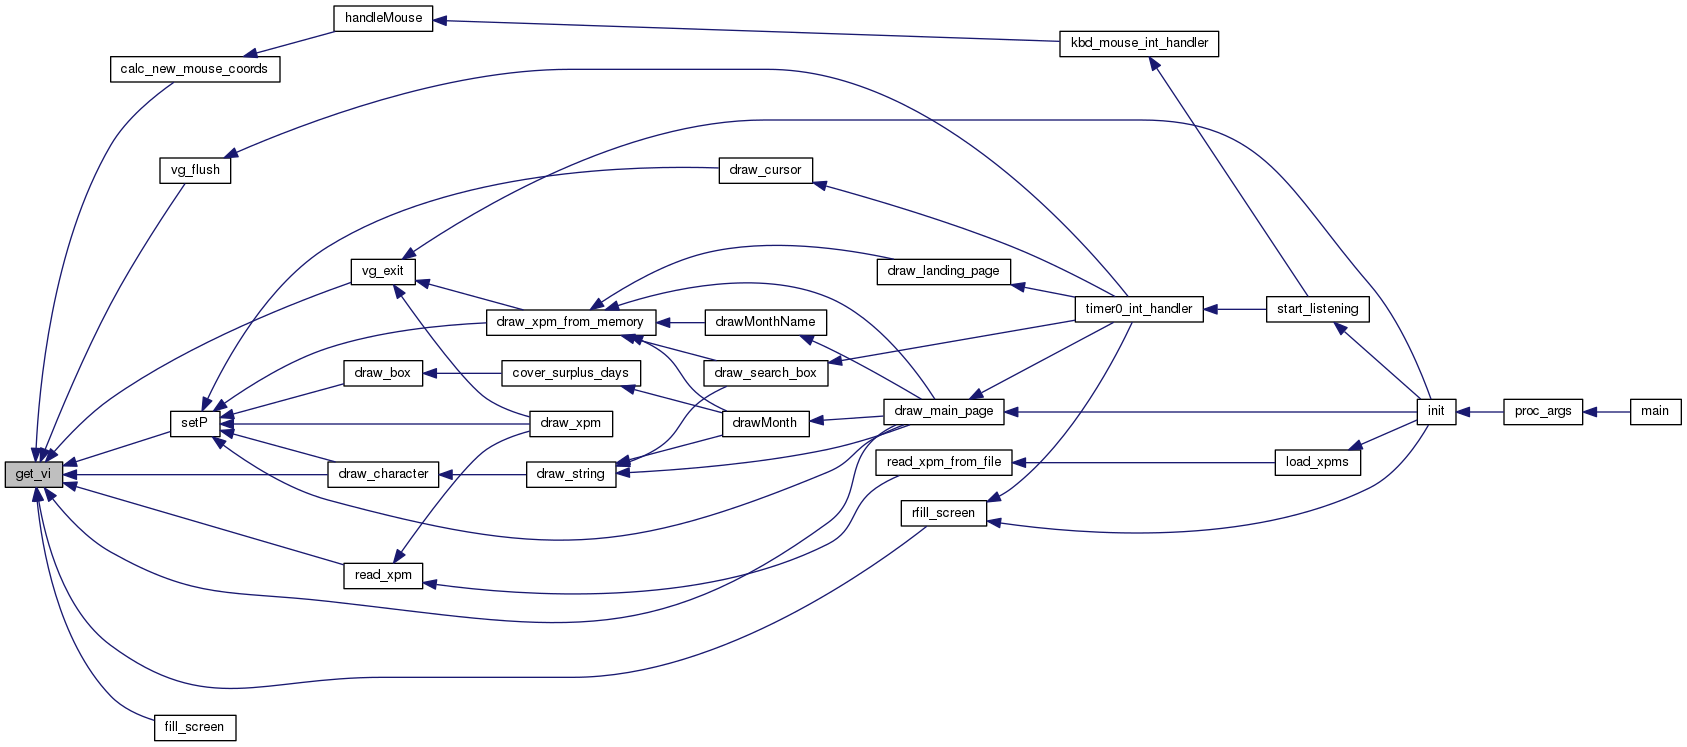 handleMouse
kbd_mouse_int_handler
calc_new_mouse_coords
vg_flush
draw_cursor
vg_exit
draw_landing_page
draw_xpm_from_memory
drawMonthName
timer0_int_handler
start_listening
draw_box
cover_surplus_days
draw_search_box
setP
draw_xpm
drawMonth
draw_main_page
init
proc_args
main
get_vi
draw_character
draw_string
read_xpm_from_file
load_xpms
rfill_screen
read_xpm
fill_screen